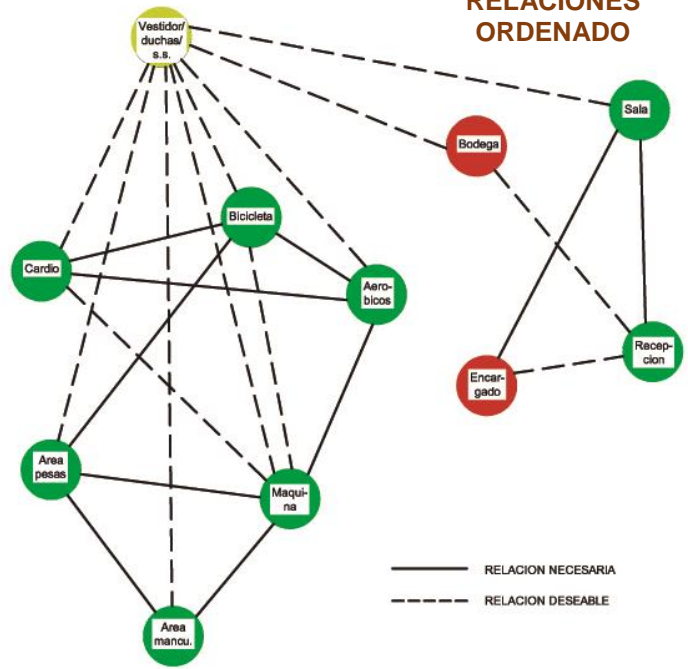 RELACIONES
ORDENADO
Vestidor/
duchas/
s.s.
Sala
Bodega
Bicicleta
Cardio
Aero-
bicos
Recep-
cion
Encar-
gado
Area
pesas
Maqui-
na
Area
mancu.
RELACION NECESARIA
RELACION DESEABLE